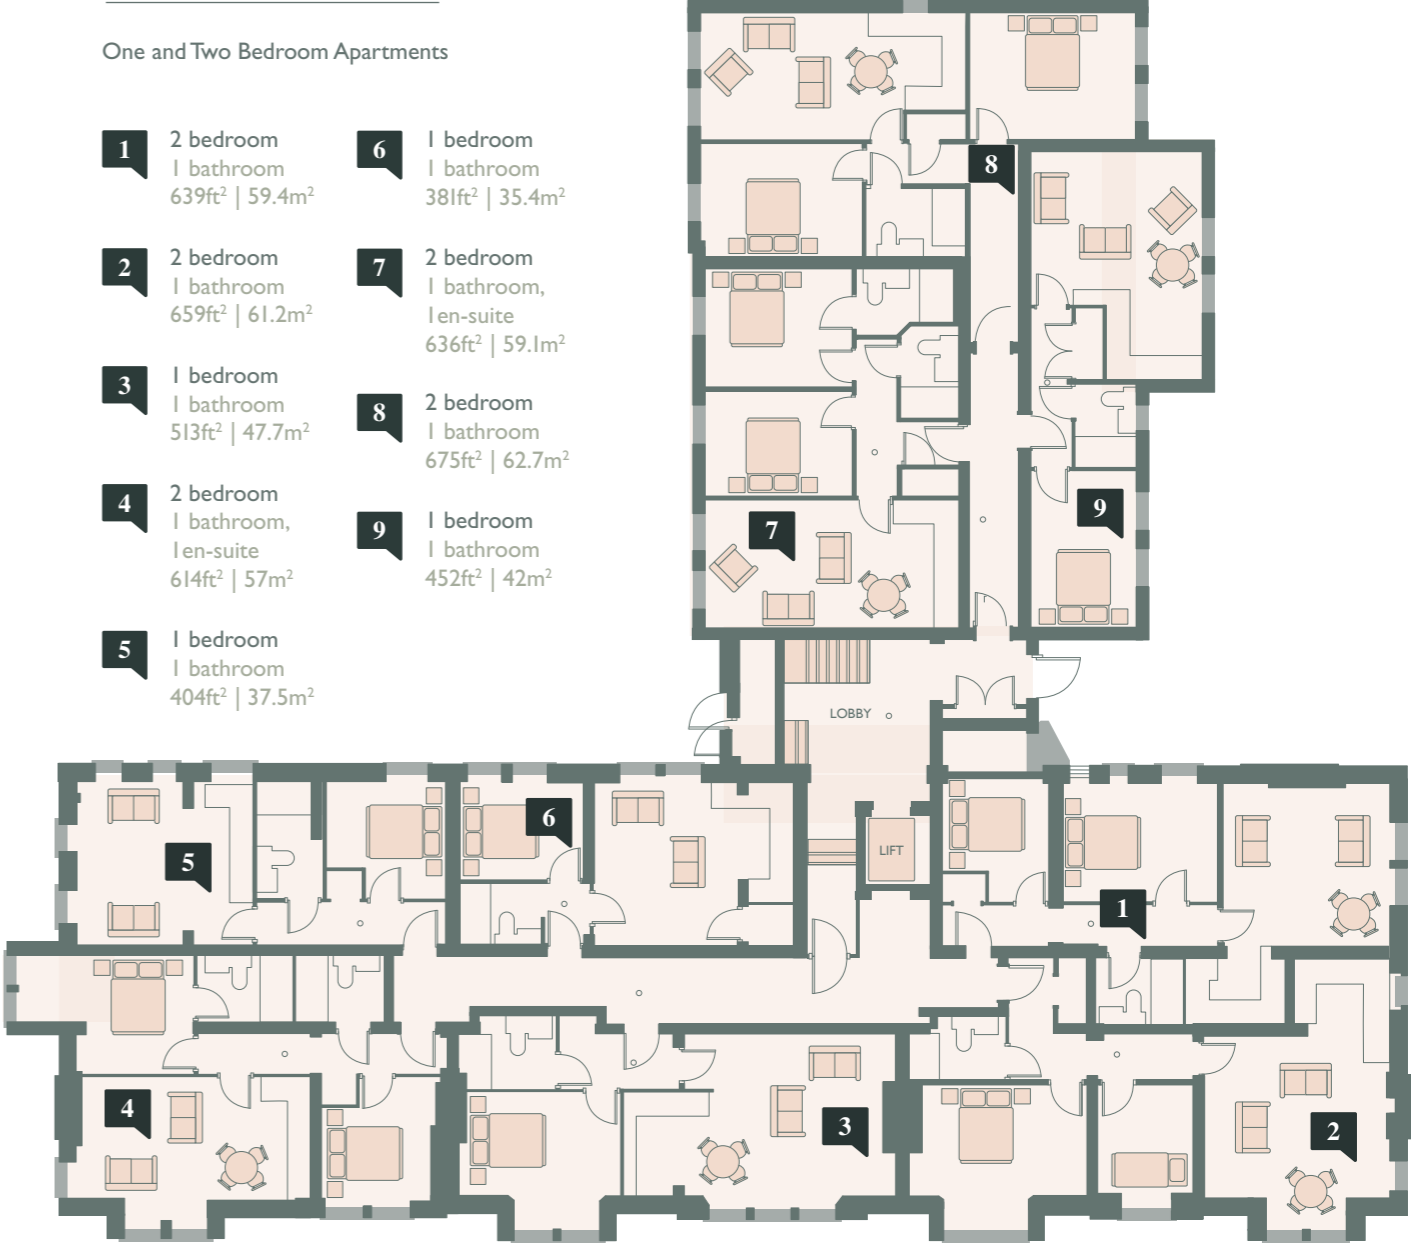 One and Two Bedroom Apartments
1
2 bedroom
1 bathroom
639ft² | 59.4m²
2
2 bedroom
1 bathroom
659ft² | 61.2m²
3
1 bedroom
1 bathroom
513ft² | 47.7m²
4
2 bedroom
1 bathroom,
1en-suite
614ft² | 57m²
5
1 bedroom
1 bathroom
404ft² | 37.5m²
6
1 bedroom
1 bathroom
381ft² | 35.4m²
7
2 bedroom
1 bathroom,
1en-suite
636ft² | 59.1m²
8
2 bedroom
1 bathroom
675ft² | 62.7m²
9
1 bedroom
1 bathroom
452ft² | 42m²
8
9
7
LOBBY
6
LIFT
5
1
4
3
2